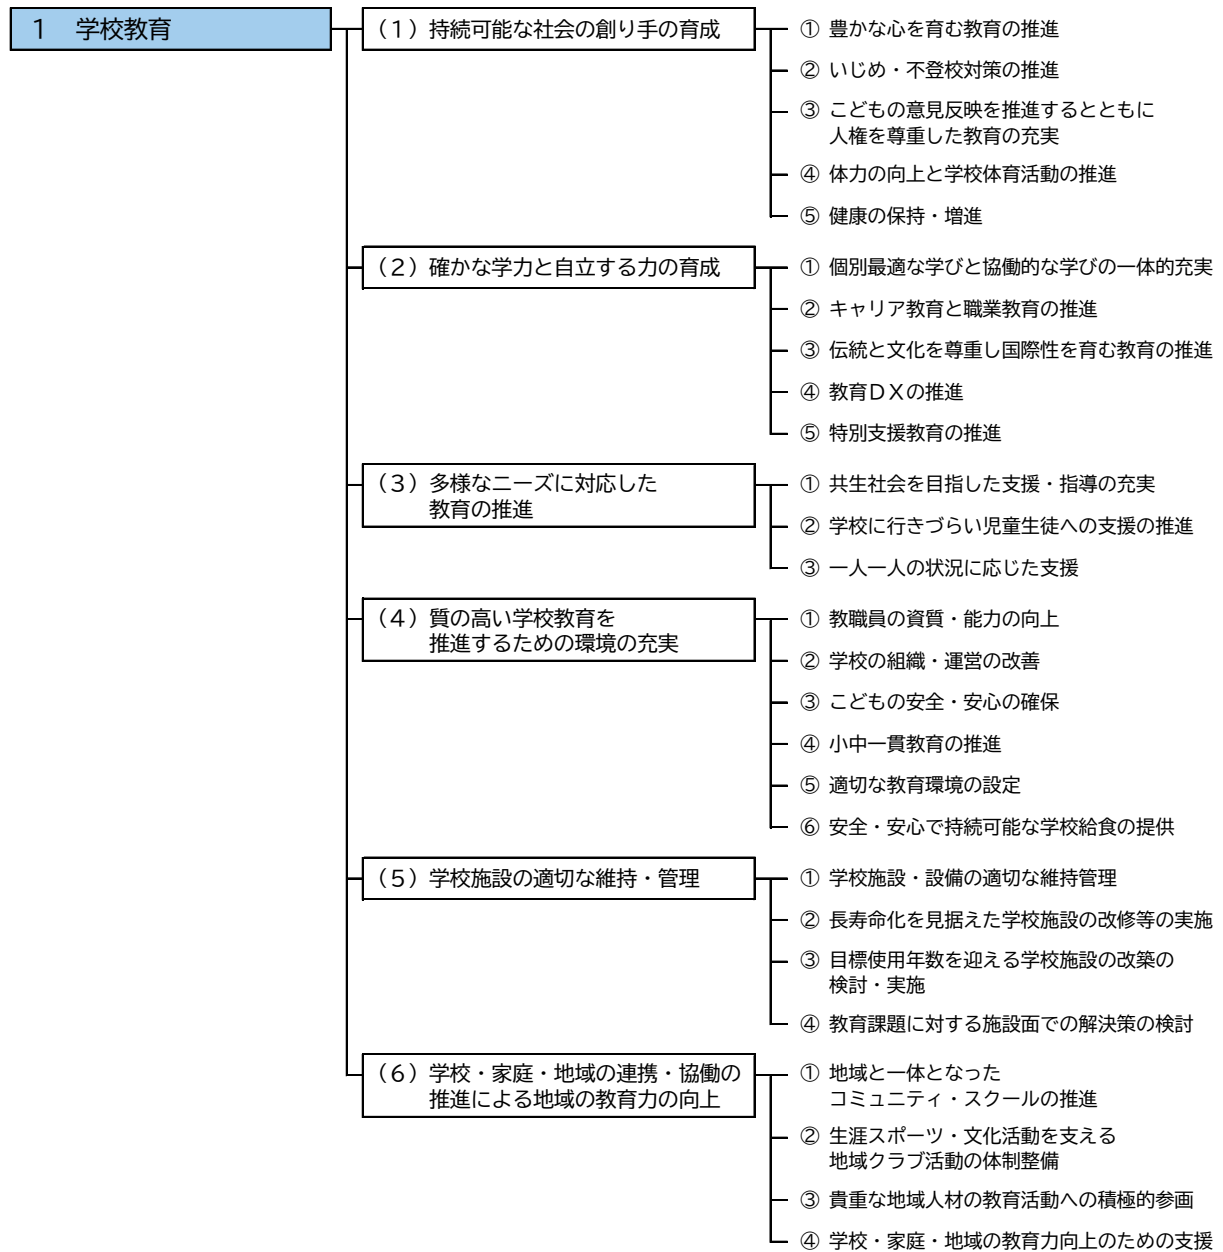 1　学校教育
（1）持続可能な社会の創り手の育成
① 豊かな心を育む教育の推進
② いじめ・不登校対策の推進
③ こどもの意見反映を推進するとともに
人権を尊重した教育の充実
④ 体力の向上と学校体育活動の推進
⑤ 健康の保持・増進
（2）確かな学力と自立する力の育成
① 個別最適な学びと協働的な学びの一体的充実
② キャリア教育と職業教育の推進
③ 伝統と文化を尊重し国際性を育む教育の推進
④ 教育ＤＸの推進
⑤ 特別支援教育の推進
（3）多様なニーズに対応した
教育の推進
① 共生社会を目指した支援・指導の充実
② 学校に行きづらい児童生徒への支援の推進
③ 一人一人の状況に応じた支援
（4）質の高い学校教育を
推進するための環境の充実
① 教職員の資質・能力の向上
② 学校の組織・運営の改善
③ こどもの安全・安心の確保
④ 小中一貫教育の推進
⑤ 適切な教育環境の設定
⑥ 安全・安心で持続可能な学校給食の提供
（5）学校施設の適切な維持・管理
① 学校施設・設備の適切な維持管理
② 長寿命化を見据えた学校施設の改修等の実施
③ 目標使用年数を迎える学校施設の改築の
検討・実施
④ 教育課題に対する施設面での解決策の検討
（6）学校・家庭・地域の連携・協働の
推進による地域の教育力の向上
① 地域と一体となった
コミュニティ・スクールの推進
② 生涯スポーツ・文化活動を支える
地域クラブ活動の体制整備
③ 貴重な地域人材の教育活動への積極的参画
④ 学校・家庭・地域の教育力向上のための支援